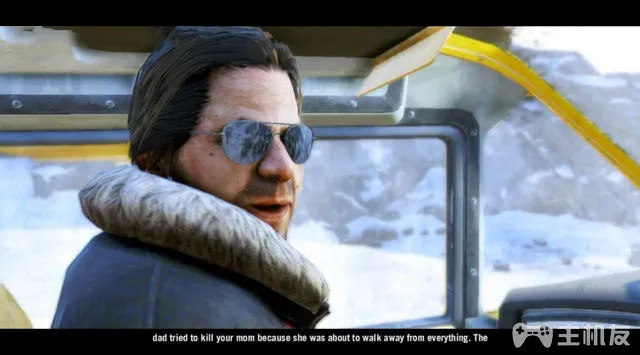 dad tried to kill your mom because she was about to walk away from everything. The
主机友